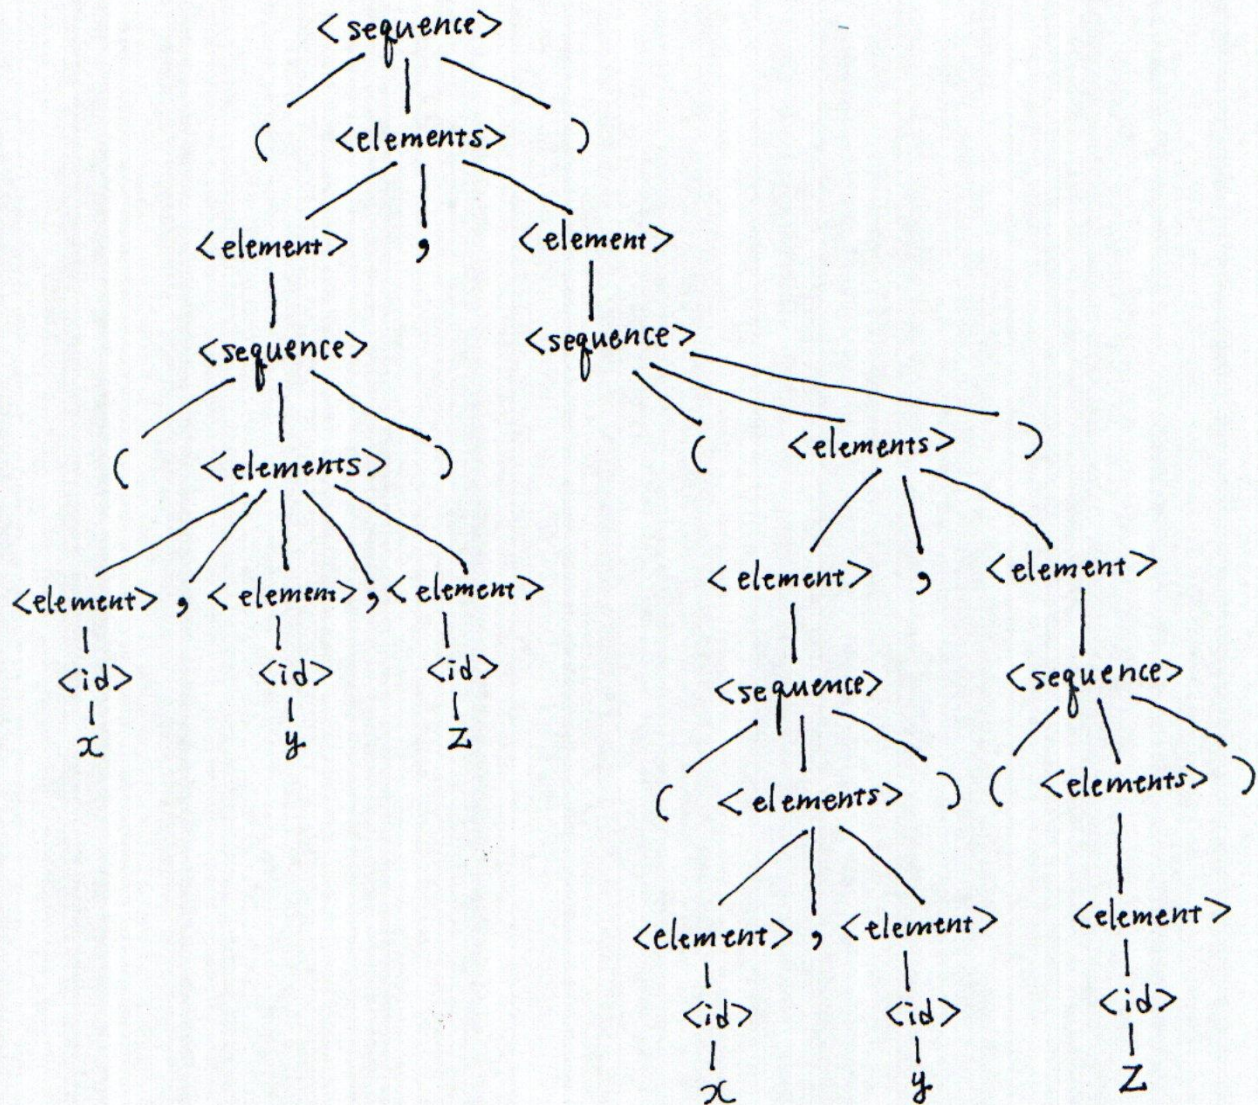 <sequence>
( <elements> )
<element> , <element>
<sequence> <sequence>
( <elements> ) ( <elements> )
<element> , <element> , <element> <element> , <element>
<id> <id> <id> <sequence> <sequence>
x y z ( <elements> ) ( <elements> )
<element> , <element> <element>
<id> <id> <id>
x y z